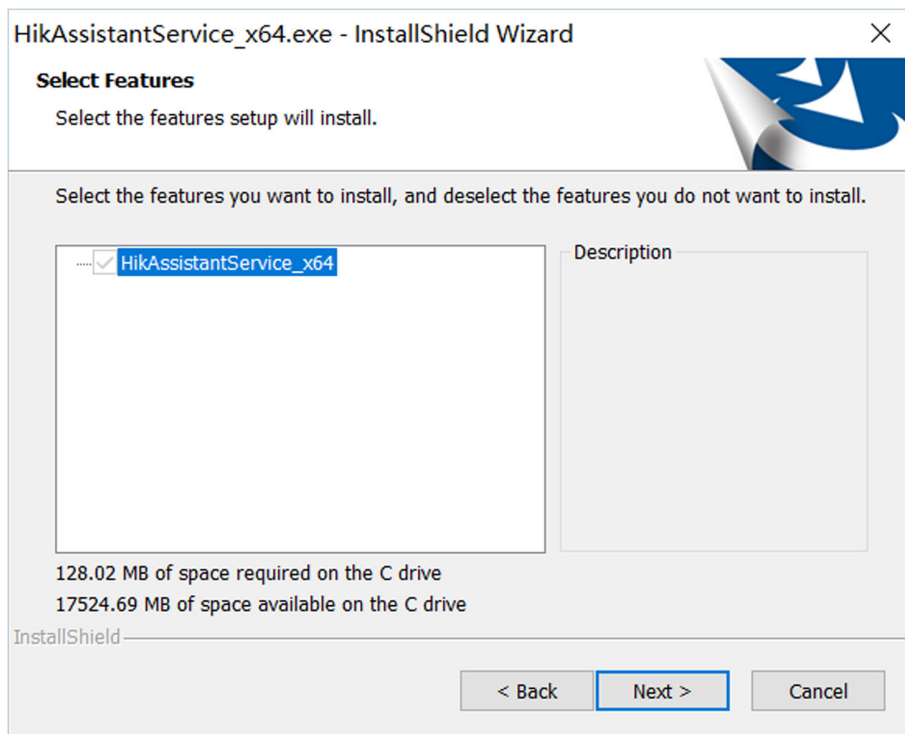 HikAssistantService_x64.exe - InstallShield Wizard
Select Features
Select the features setup will install.
Select the features you want to install, and deselect the features you do not want to install.
HikAssistantService_x64
Description
128.02 MB of space required on the C drive
17524.69 MB of space available on the C drive
InstallShield
< Back
Next >
Cancel